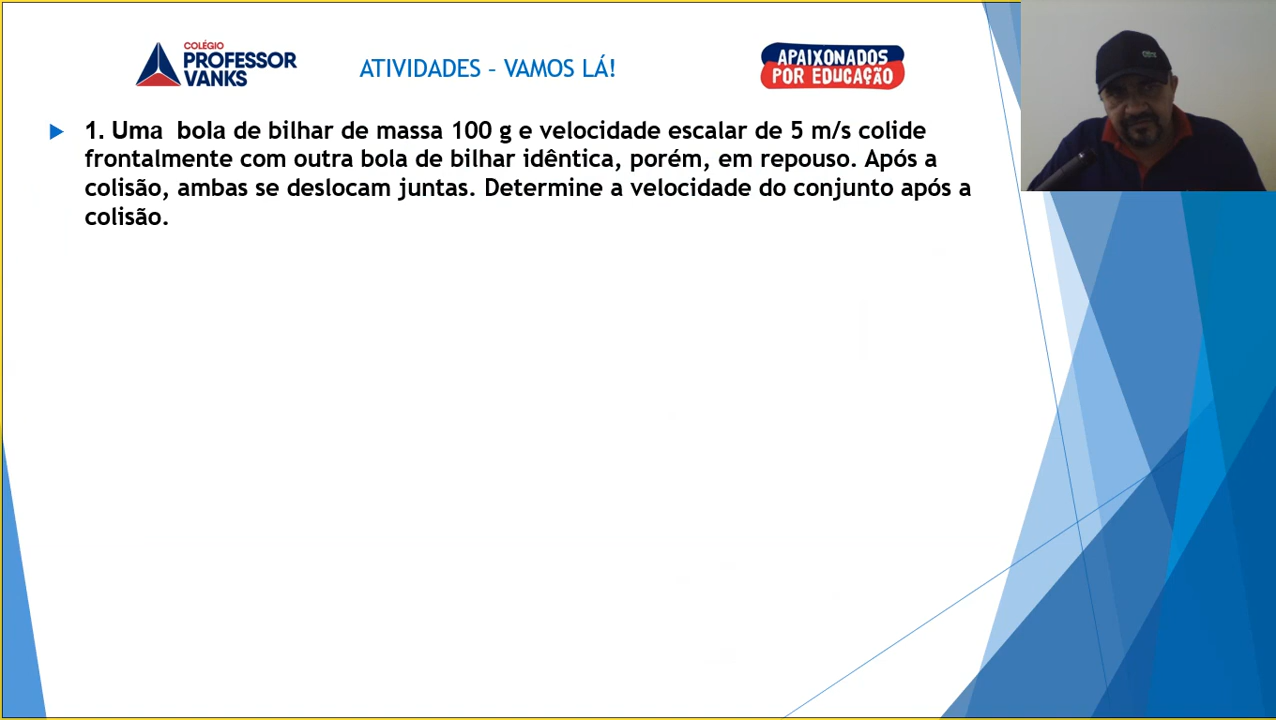 COLÉGIO
PROFESSOR
VANKS
ATIVIDADES – VAMOS LÁ!
APAIXONADOS
POR EDUCAÇÃO
1. Uma bola de bilhar de massa 100 g e velocidade escalar de 5 m/s colide
frontalmente com outra bola de bilhar idêntica, porém, em repouso. Após a
colisão, ambas se deslocam juntas. Determine a velocidade do conjunto após a
colisão.